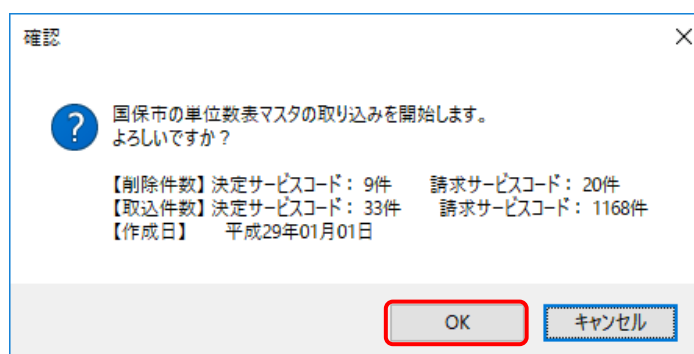 確認
国保市の単位数表マスタの取り込みを開始します。
よろしいですか？
【削除件数】決定サービスコード： 9件 請求サービスコード： 20件
【取込件数】決定サービスコード： 33件 請求サービスコード： 1168件
【作成日】 平成29年01月01日
OK キャンセル